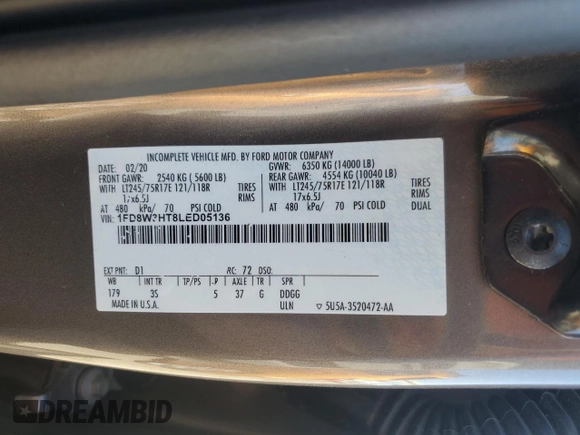 INCOMPLETE VEHICLE MFD. BY FORD MOTOR COMPANY
02/20 GVWR: 6350 KG (14000 LB)
FRONT GAWR: 2540 KG ( 5600 LB) REAR GAWR: 4554 KG (10040 LB)
WITH LT245/75R17E 121/118R TIRES WITH LT245/75R17E 121/118R TIRES
17x6.5J RIMS 17x6.5J RIMS
AT 480 kPa/ 70 PSI COLD AT 480 kPa/ 70 PSI COLD DUAL
VIN: 1FD8W?HT8LED05136
EXT PNT: D1 RC: 72 DSO:
WB INT TR TP/PS -P AXLE TR SPR
179 3S 5 37 G DDGG
MADE IN U.S.A. ULN 5U5A-3520472-AA
DREAMBID